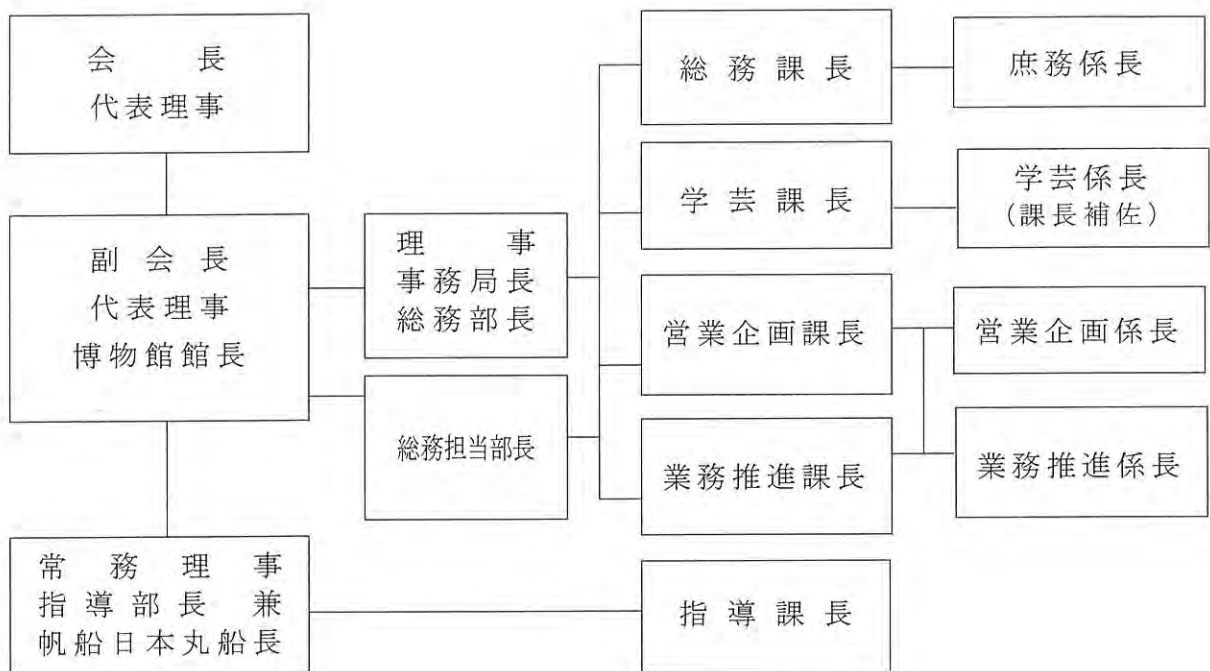 会長
代表理事
副会長
代表理事
博物館館長
常務理事
指導部長 兼
帆船日本丸船長
理事
事務局長
総務部長
総務担当部長
総務課長
学芸課長
営業企画課長
業務推進課長
指導課長
庶務係長
学芸係長
（課長補佐）
営業企画係長
業務推進係長